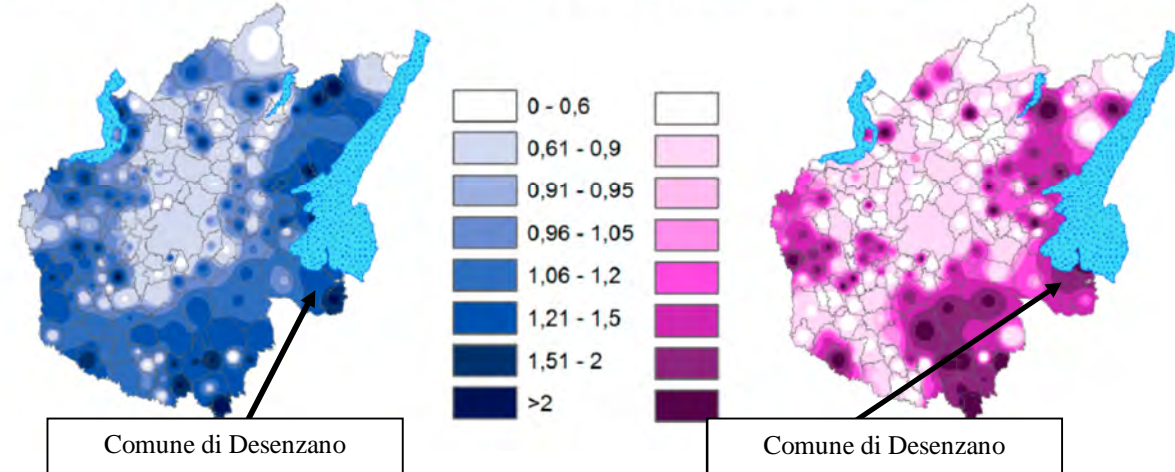 0 - 0,6
0,61 - 0,9
0,91 - 0,95
0,96 - 1,05
1,06 - 1,2
1,21 - 1,5
1,51 - 2
>2
Comune di Desenzano
Comune di Desenzano